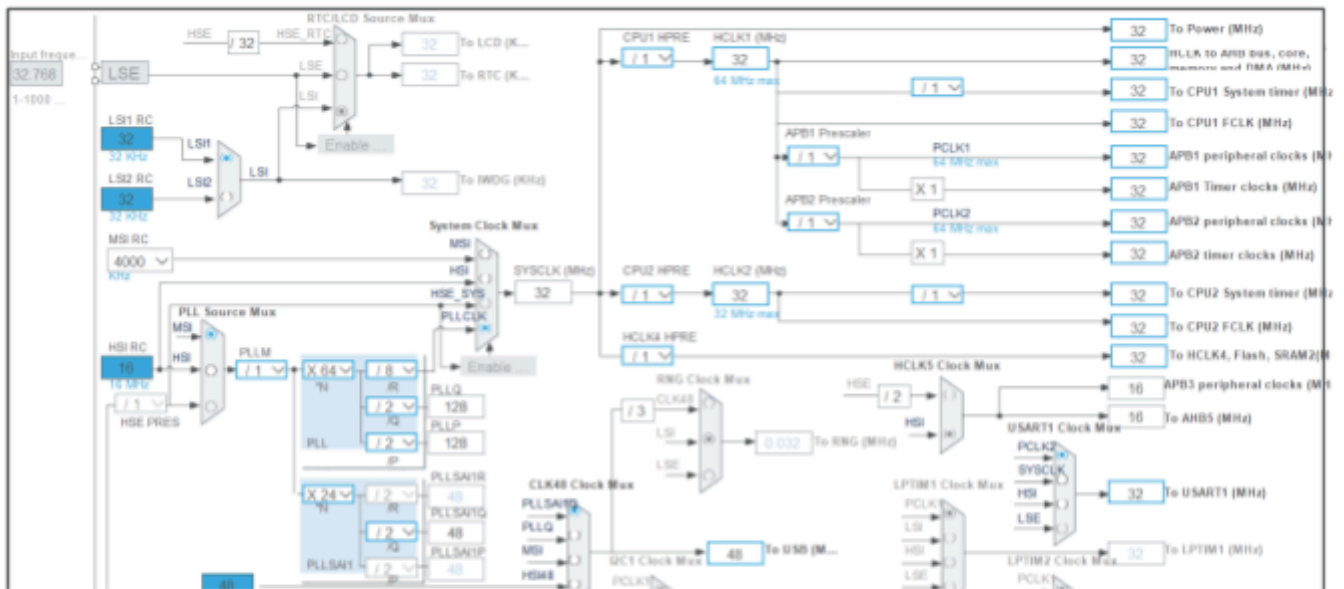 RTC/LCD Source Mux
HSE
/ 32
HSE_RTC
32
To LCD (K...
LSE
32
To RTC (K...
LSI
Enable ...
Input freque...
32.768
1-1000 ...
LSE
LSI1 RC
32
32 KHz
LSI1
LSI2 RC
32
32 KHz
LSI2
LSI
32
To IWDG (KHz)
MSI RC
4000
KHz
System Clock Mux
MSI
HSI
HSE_SYS
PLLCLK
Enable ...
SYSCLK (MHz)
32
PLL Source Mux
MSI
HSI
HSI RC
16
16 MHz
/ 1
HSE PRES
PLLM
/ 1
X 64
*N
/ 8
/R
PLLQ
/ 2
128
/Q
PLLP
/ 2
128
/P
PLL
X 24
*N
PLLSAI1R
/ 2
48
/R
PLLSAI1Q
/ 2
48
/Q
PLLSAI1P
/ 2
48
/P
PLLSAI1
48
CPU1 HPRE
/ 1
HCLK1 (MHz)
32
64 MHz max
32
To Power (MHz)
32
HCLK to AHB bus, core,
memory and DMA (MHz)
/ 1
32
To CPU1 System timer (MHz
32
To CPU1 FCLK (MHz)
APB1 Prescaler
/ 1
PCLK1
64 MHz max
32
APB1 peripheral clocks (M
X 1
32
APB1 Timer clocks (MHz)
APB2 Prescaler
/ 1
PCLK2
64 MHz max
32
APB2 peripheral clocks (M
X 1
32
APB2 timer clocks (MHz)
CPU2 HPRE
/ 1
HCLK2 (MHz)
32
32 MHz max
/ 1
32
To CPU2 System timer (MHz
32
To CPU2 FCLK (MHz)
HCLK4 HPRE
/ 1
32
To HCLK4, Flash, SRAM2(M
HCLK5 Clock Mux
HSE
/ 2
HSI
16
APB3 peripheral clocks (M
16
To AHB5 (MHz)
RNG Clock Mux
/ 3
CLK48
LSI
LSE
0.032
To RNG (MHz)
USART1 Clock Mux
PCLK2
SYSCLK
HSI
LSE
32
To USART1 (MHz)
CLK48 Clock Mux
PLLSAI1Q
PLLQ
MSI
HSI48
48
To USB (M...
I2C1 Clock Mux
PCLK1
LPTIM1 Clock Mux
PCLK1
LSI
HSI
LSE
32
To LPTIM1 (MHz)
LPTIM2 Clock Mux
PCLK1